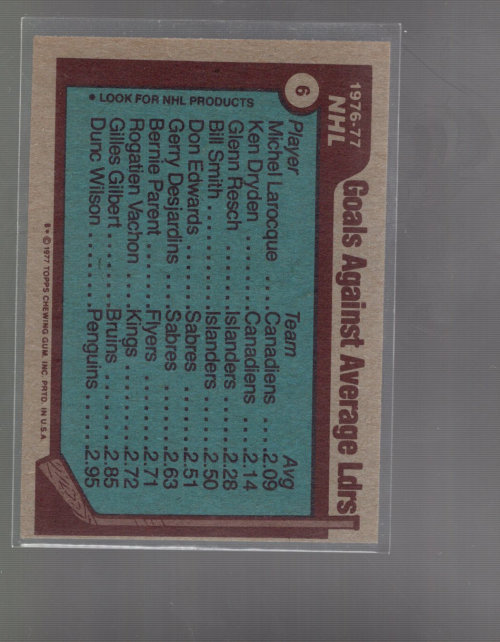 1976-77
NHL
Goals Against Average Ldrs
6
Player Team Avg
Michel Larocque .... Canadiens .... 2.09
Ken Dryden ........ Canadiens .... 2.14
Glenn Resch ....... Islanders ...... 2.28
Bill Smith .......... Islanders ...... 2.50
Don Edwards ...... Sabres ........ 2.51
Gerry Desjardins .... Sabres ........ 2.63
Bernie Parent ....... Flyers ......... 2.71
Rogatien Vachon .... Kings ......... 2.72
Gilles Gilbert ........ Bruins ......... 2.85
Dunc Wilson ........ Penguins ...... 2.95
• LOOK FOR NHL PRODUCTS
B* © 1977 TOPPS CHEWING GUM, INC. PRTD. IN U.S.A.